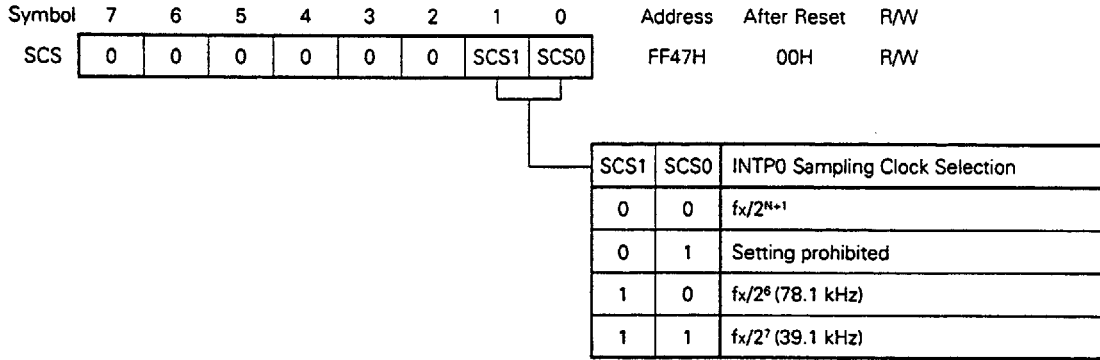 Symbol 7 6 5 4 3 2 1 0 Address After Reset R/W
SCS 0 0 0 0 0 0 SCS1 SCS0 FF47H 00H R/W
SCS1 SCS0 INTP0 Sampling Clock Selection
0 0 fx/2^N+1
0 1 Setting prohibited
1 0 fx/2^6 (78.1 kHz)
1 1 fx/2^7 (39.1 kHz)